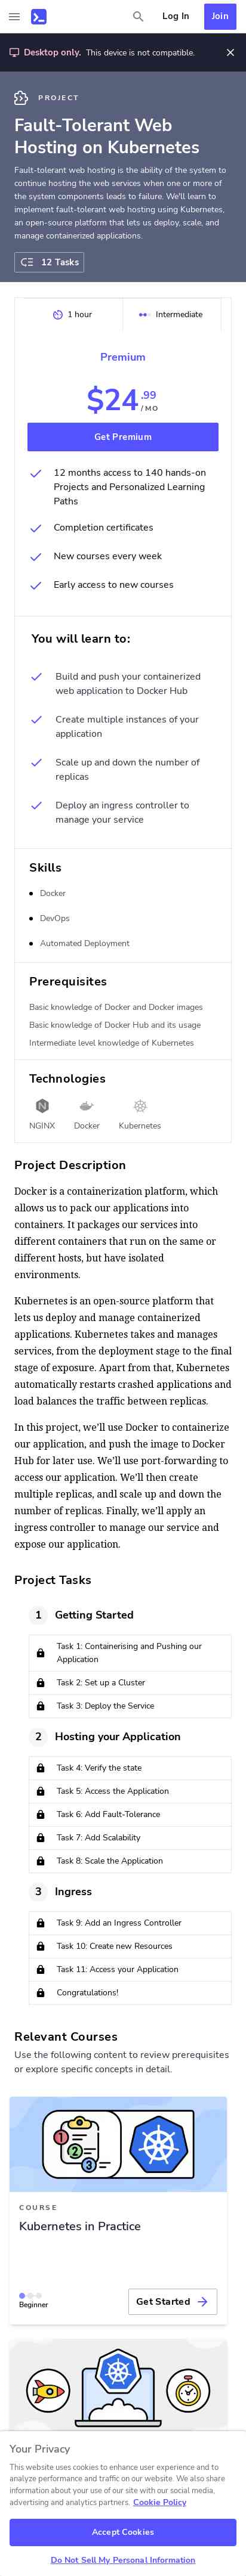 Log In
Join
Desktop only. This device is not compatible.
PROJECT
Fault-Tolerant Web
Hosting on Kubernetes
Fault-tolerant web hosting is the ability of the system to
continue hosting the web services when one or more of
the system components leads to failure. We'll learn to
implement fault-tolerant web hosting using Kubernetes,
an open-source platform that lets us deploy, scale, and
manage containerized applications.
12 Tasks
1 hour
Intermediate
Premium
$24 .99
/ MO
Get Premium
12 months access to 140 hands-on
Projects and Personalized Learning
Paths
Completion certificates
New courses every week
Early access to new courses
You will learn to:
Build and push your containerized
web application to Docker Hub
Create multiple instances of your
application
Scale up and down the number of
replicas
Deploy an ingress controller to
manage your service
Skills
Docker
DevOps
Automated Deployment
Prerequisites
Basic knowledge of Docker and Docker images
Basic knowledge of Docker Hub and its usage
Intermediate level knowledge of Kubernetes
Technologies
NGINX
Docker
Kubernetes
Project Description
Docker is a containerization platform, which
allows us to pack our applications into
containers. It packages our services into
different containers that run on the same or
different hosts, but have isolated
environments.
Kubernetes is an open-source platform that
lets us deploy and manage containerized
applications. Kubernetes takes and manages
services, from the deployment stage to the final
stage of exposure. Apart from that, Kubernetes
automatically restarts crashed applications and
load balances the traffic between replicas.
In this project, we'll use Docker to containerize
our application, and push the image to Docker
Hub for later use. We'll use port-forwarding to
access our application. We'll then create
multiple replicas, and scale up and down the
number of replicas. Finally, we'll apply an
ingress controller to manage our service and
expose our application.
Project Tasks
1 Getting Started
Task 1: Containerising and Pushing our
Application
Task 2: Set up a Cluster
Task 3: Deploy the Service
2 Hosting your Application
Task 4: Verify the state
Task 5: Access the Application
Task 6: Add Fault-Tolerance
Task 7: Add Scalability
Task 8: Scale the Application
3 Ingress
Task 9: Add an Ingress Controller
Task 10: Create new Resources
Task 11: Access your Application
Congratulations!
Relevant Courses
Use the following content to review prerequisites
or explore specific concepts in detail.
1
2
3
COURSE
Kubernetes in Practice
Beginner
Get Started
Your Privacy
This website uses cookies to enhance user experience and to
analyze performance and traffic on our website. We also share
information about your use of our site with our social media,
advertising and analytics partners. Cookie Policy
Accept Cookies
Do Not Sell My Personal Information